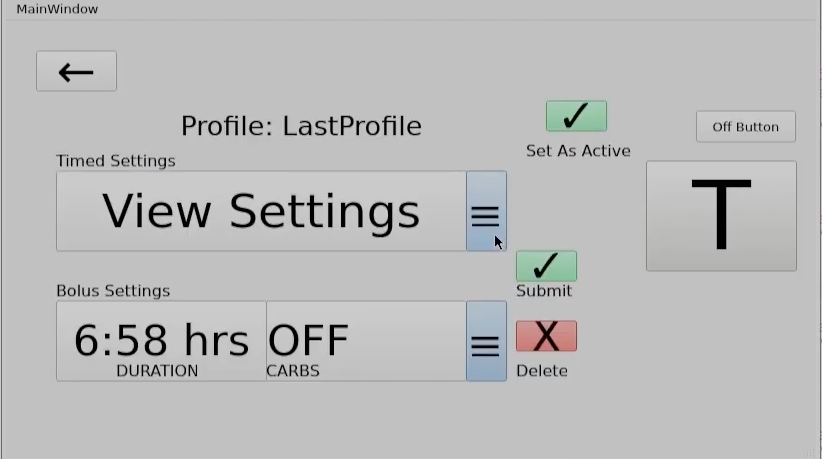 MainWindow
←
Profile: LastProfile
✓
Set As Active
Off Button
Timed Settings
View Settings
≡
T
✓
Submit
Bolus Settings
6:58 hrs OFF
DURATION CARBS
≡
X
Delete